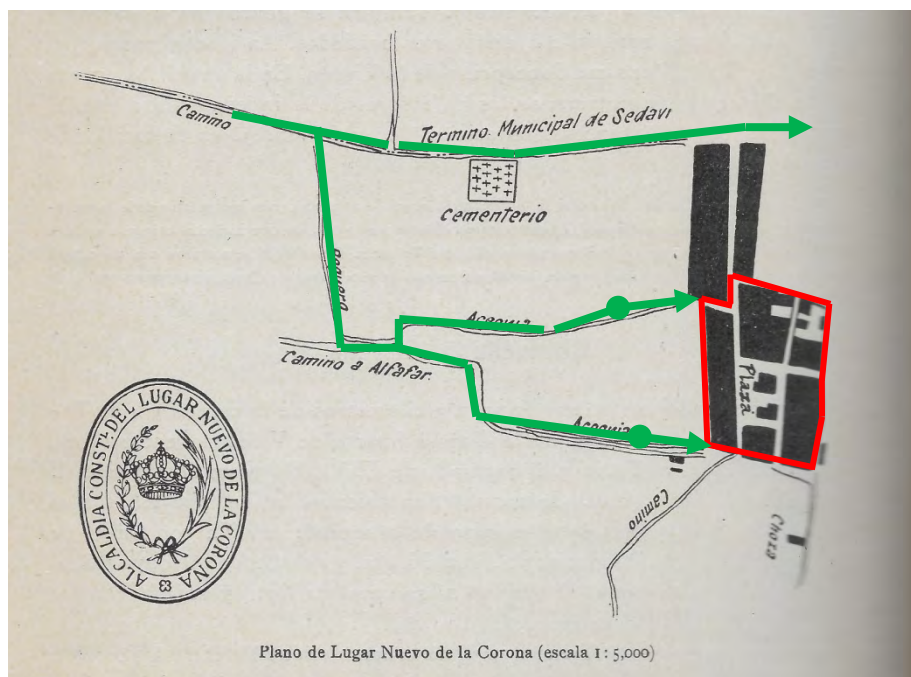 Camino
Termino Municipal de Sedavi
Cementerio
Acequia
Camino a Alfafar.
Plaza
Acequia
Camino
Choza
ALCALDIA CONSTL. DEL LUGAR NUEVO DE LA CORONA
Plano de Lugar Nuevo de la Corona (escala 1 : 5,000)